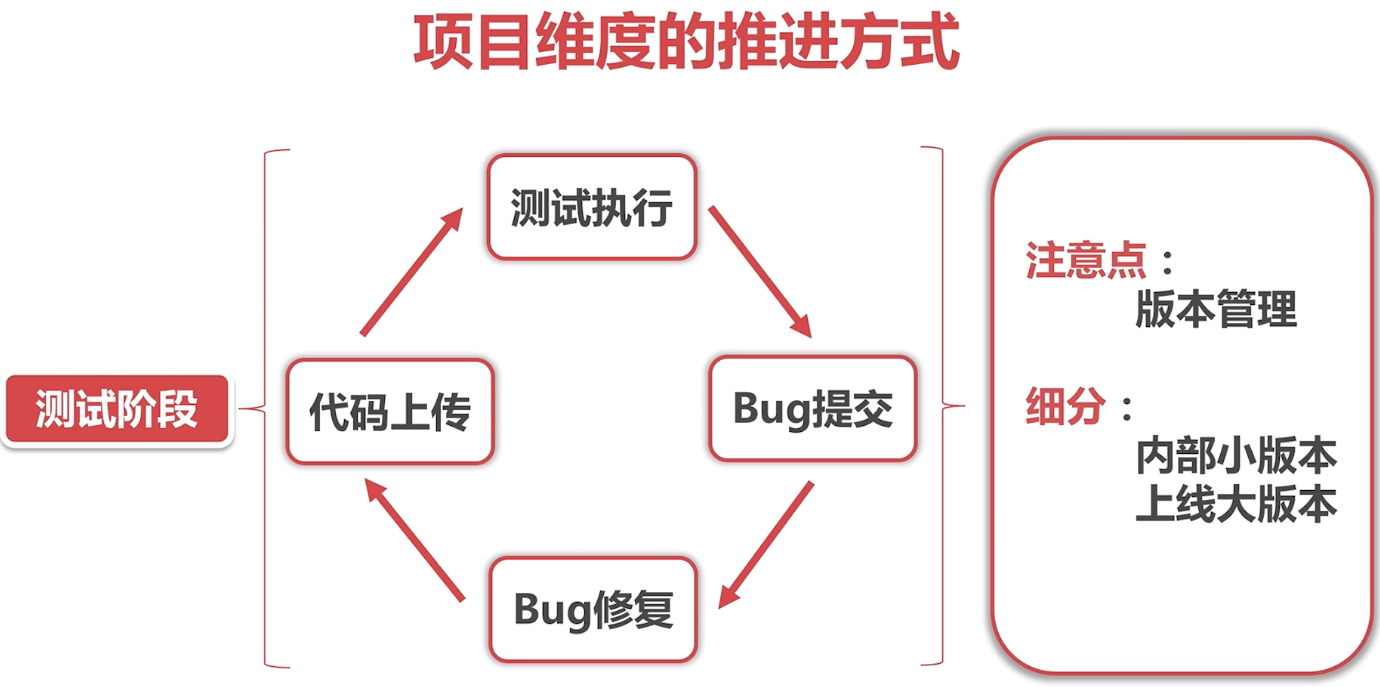 项目维度的推进方式
测试阶段
测试执行
代码上传
Bug提交
Bug修复
注意点：
版本管理
细分：
内部小版本
上线大版本